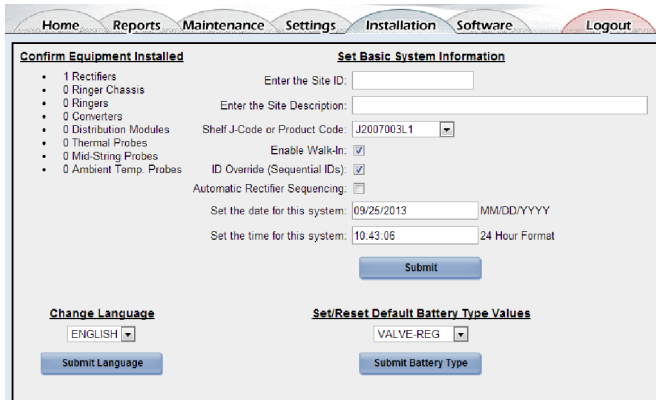 Home Reports Maintenance Settings Installation Software Logout
Confirm Equipment Installed
• 1 Rectifiers
• 0 Ringer Chassis
• 0 Ringers
• 0 Converters
• 0 Distribution Modules
• 0 Thermal Probes
• 0 Mid-String Probes
• 0 Ambient Temp. Probes
Set Basic System Information
Enter the Site ID:
Enter the Site Description:
Shelf J-Code or Product Code: J2007003L1
Enable Walk-In:
ID Override (Sequential IDs):
Automatic Rectifier Sequencing:
Set the date for this system: 09/25/2013 MM/DD/YYYY
Set the time for this system: 10:43:06 24 Hour Format
Submit
Change Language
ENGLISH
Submit Language
Set/Reset Default Battery Type Values
VALVE-REG
Submit Battery Type